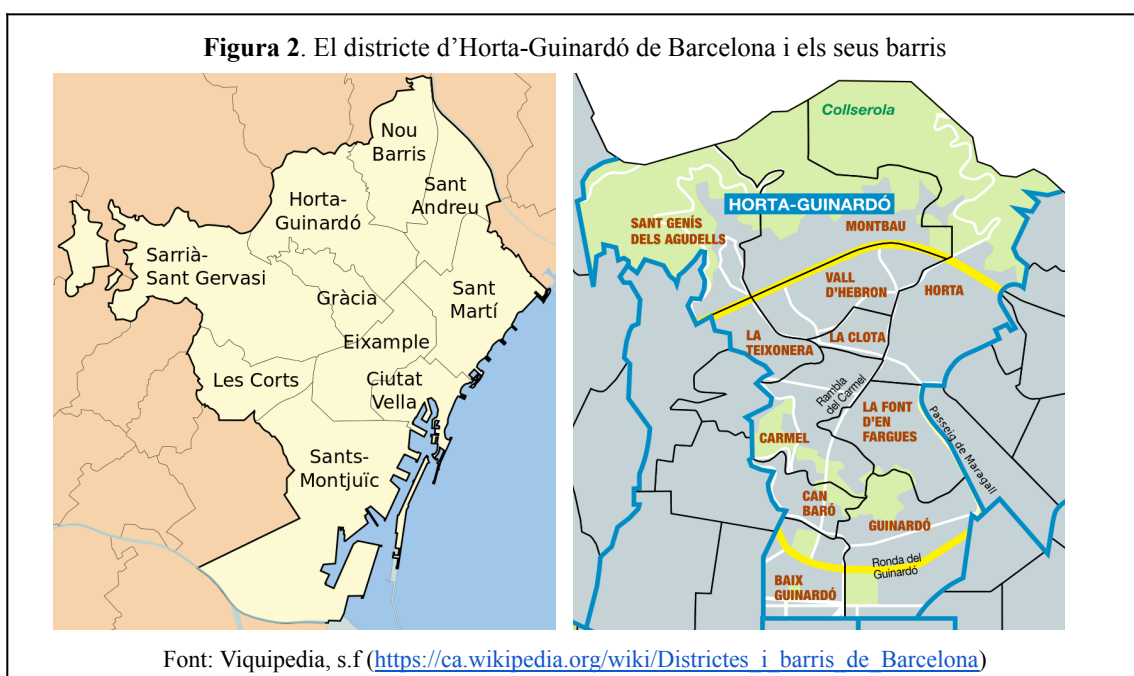 Figura 2. El districte d’Horta-Guinardó de Barcelona i els seus barris
Nou
Barris
Horta-
Guinardó
Sant
Andreu
Sarrià-
Sant Gervasi
Gràcia
Sant
Martí
Eixample
Les Corts
Ciutat
Vella
Sants-
Montjuïc
Collserola
HORTA-GUINARDÓ
SANT GENÍS
DELS AGUDELLS
MONTBAU
VALL
D'HEBRON
HORTA
LA
TEIXONERA
LA CLOTA
Rambla
del Carmel
LA FONT
D'EN
FARGUES
Passeig de Maragall
CARMEL
CAN
BARÓ
GUINARDÓ
Ronda del
Guinardó
BAIX
GUINARDÓ
Font: Viquipedia, s.f (https://ca.wikipedia.org/wiki/Districtes_i_barris_de_Barcelona)